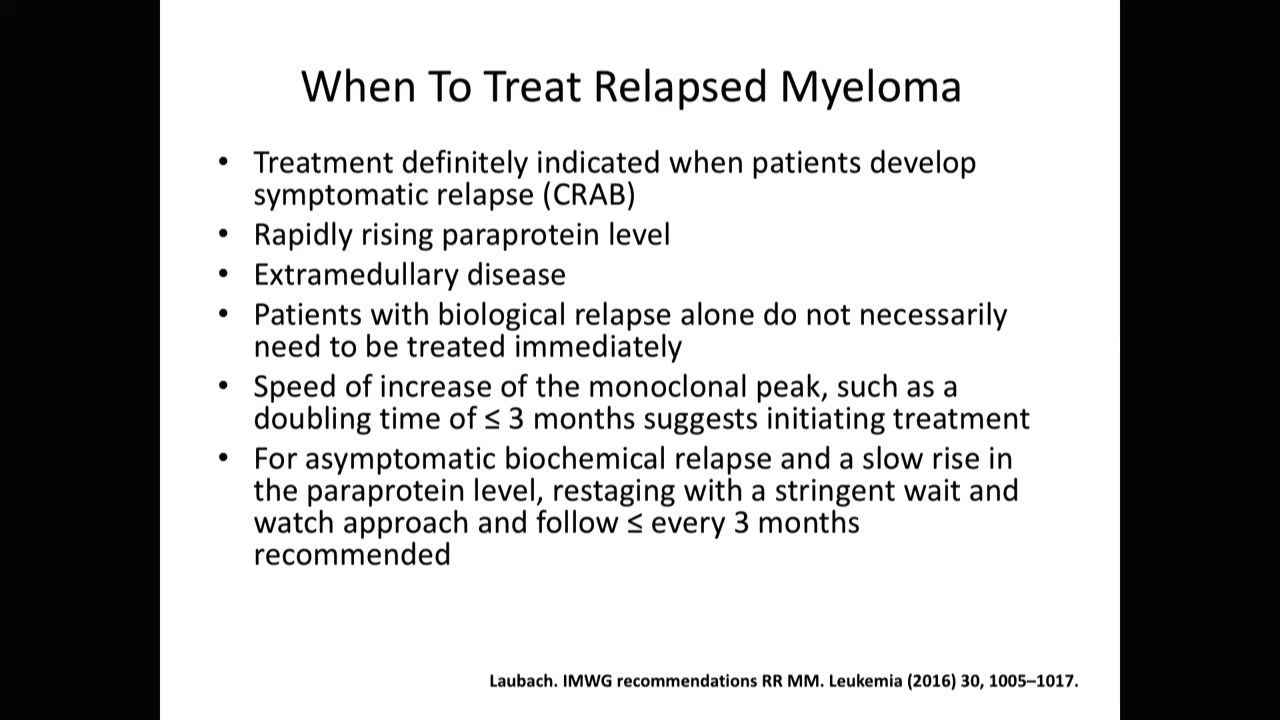 When To Treat Relapsed Myeloma
• Treatment definitely indicated when patients develop
symptomatic relapse (CRAB)
• Rapidly rising paraprotein level
• Extramedullary disease
• Patients with biological relapse alone do not necessarily
need to be treated immediately
• Speed of increase of the monoclonal peak, such as a
doubling time of ≤ 3 months suggests initiating treatment
• For asymptomatic biochemical relapse and a slow rise in
the paraprotein level, restaging with a stringent wait and
watch approach and follow ≤ every 3 months
recommended
Laubach. IMWG recommendations RR MM. Leukemia (2016) 30, 1005–1017.